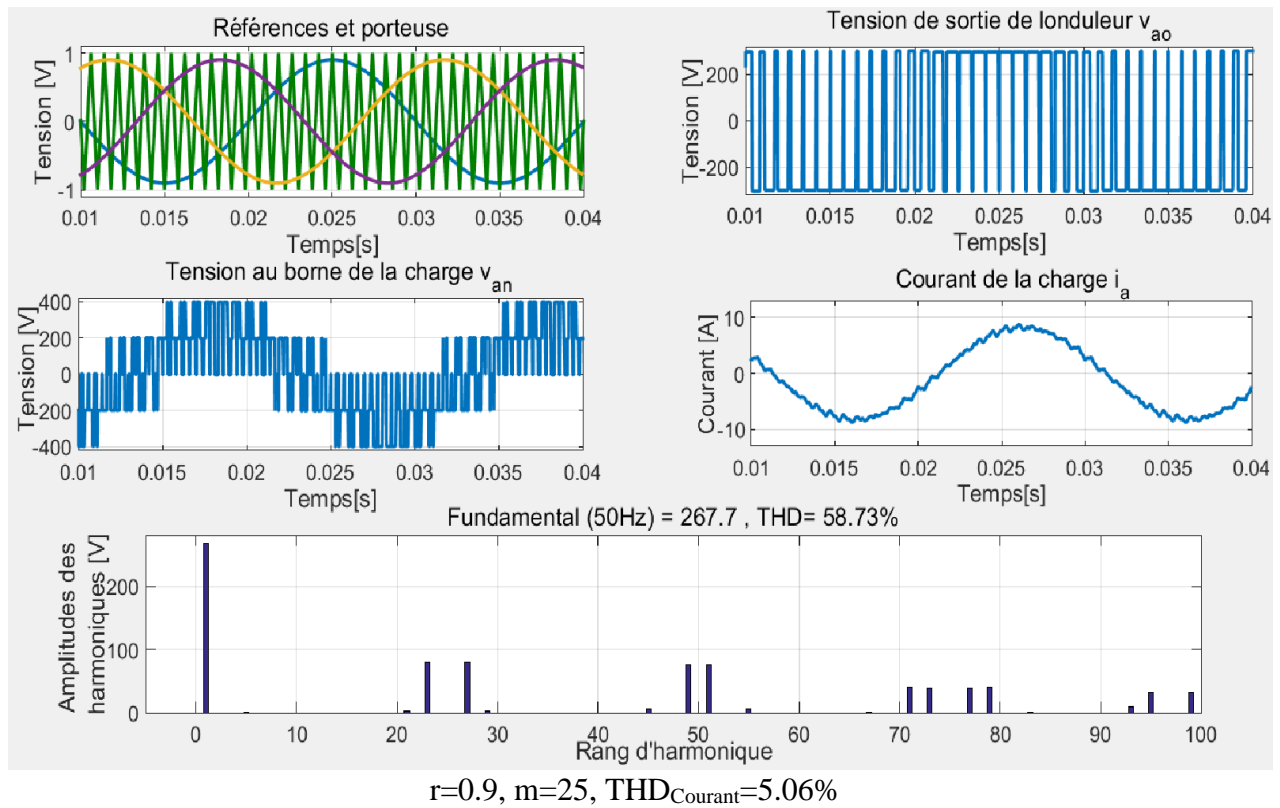 Références et porteuse
Tension [V]
1
0
-1
0.01 0.015 0.02 0.025 0.03 0.035 0.04
Temps[s]
Tension de sortie de londuleur v_ao
Tension [V]
200
0
-200
0.01 0.015 0.02 0.025 0.03 0.035 0.04
Temps[s]
Tension au borne de la charge v_an
Tension [V]
400
200
0
-200
-400
0.01 0.015 0.02 0.025 0.03 0.035 0.04
Temps[s]
Courant de la charge i_a
Courant [A]
10
0
-10
0.01 0.015 0.02 0.025 0.03 0.035 0.04
Temps[s]
Fundamental (50Hz) = 267.7 , THD= 58.73%
Amplitudes des
harmoniques [V]
200
100
0
0 10 20 30 40 50 60 70 80 90 100
Rang d'harmonique
r=0.9, m=25, THD_Courant=5.06%